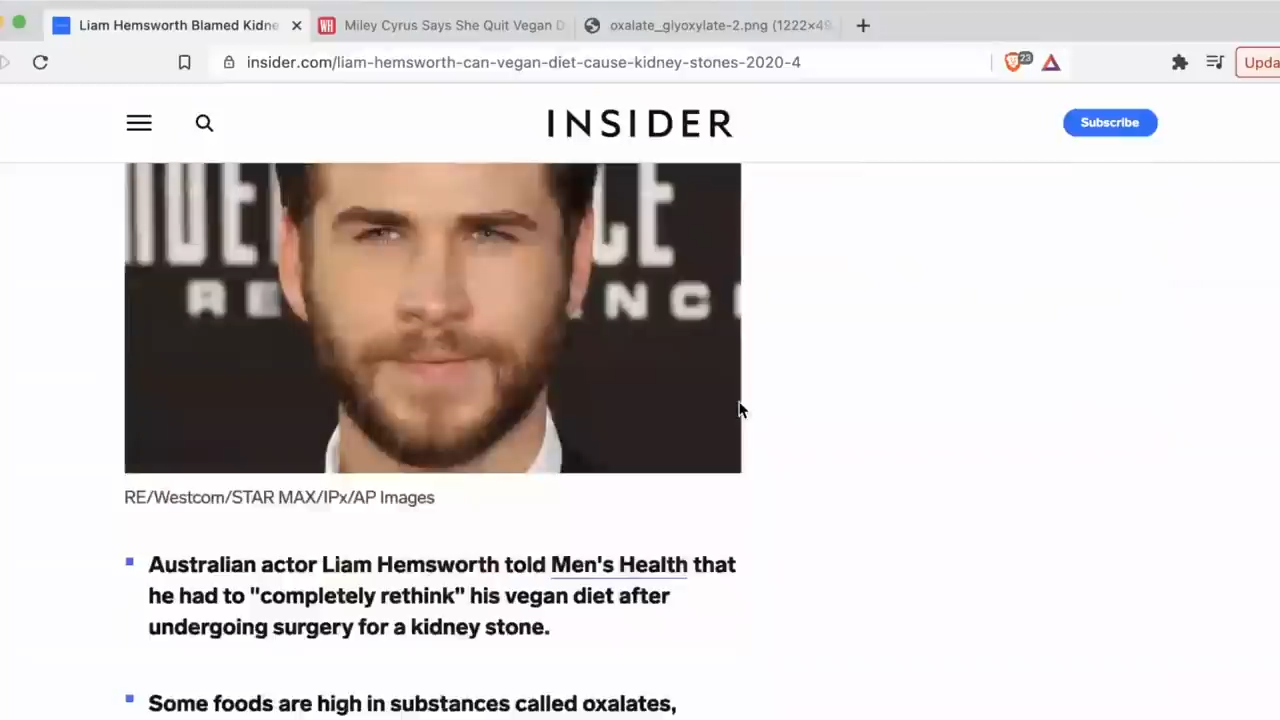 Liam Hemsworth Blamed Kidne
Miley Cyrus Says She Quit Vegan D
oxalate_glyoxylate-2.png (1222×49
insider.com/liam-hemsworth-can-vegan-diet-cause-kidney-stones-2020-4
23
Upda
INSIDER
Subscribe
RE/Westcom/STAR MAX/IPx/AP Images
Australian actor Liam Hemsworth told Men's Health that
he had to "completely rethink" his vegan diet after
undergoing surgery for a kidney stone.
Some foods are high in substances called oxalates,